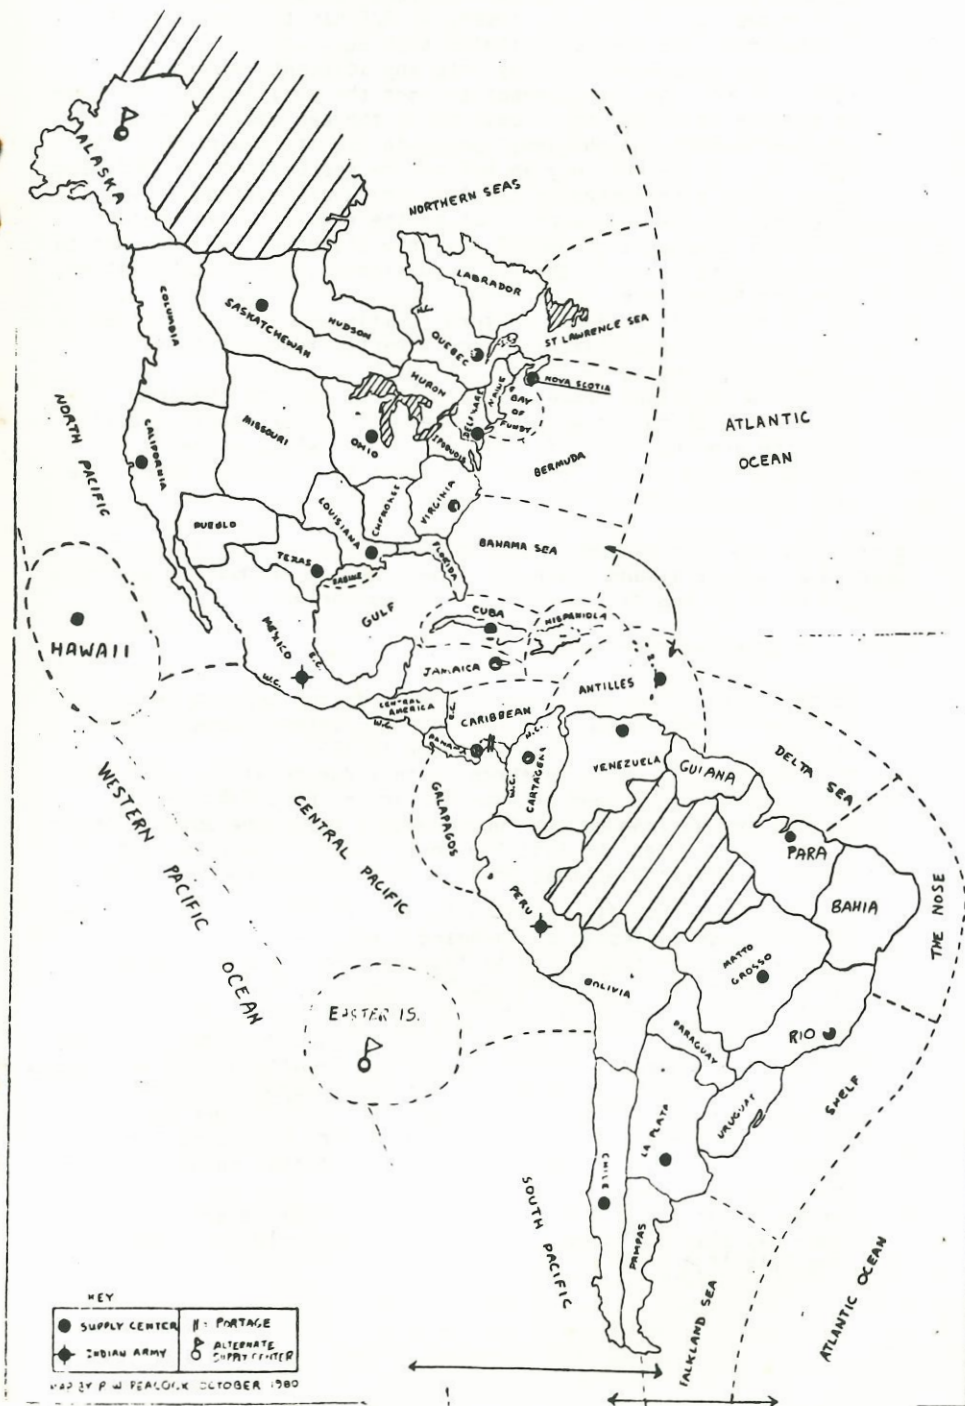 ALASKA
NORTHERN SEAS
LABRADOR
COLUMBIA
SASKATCHEWAN
HUDSON
N.C.
QUEBEC
ST LAWRENCE SEA
HURON
MAINE
NOVA SCOTIA
BAY
OF
FUNDY
NORTH PACIFIC
CALIFORNIA
MISSOURI
OHIO
IROQUOIS
BERMUDA
ATLANTIC
OCEAN
PUEBLO
LOUISIANA
CHEROKEE
VIRGINIA
TEXAS
SABINE
FLORIDA
BAHAMA SEA
HAWAII
MEXICO
E.C.
W.C.
GULF
CUBA
HISPANIOLA
JAMAICA
ANTILLES
CENTRAL
AMERICA
W.C.
E.C.
CARIBBEAN
PANAMA
N.C.
W.C.
CARTAGENA
VENEZUELA
GUIANA
DELTA SEA
WESTERN PACIFIC OCEAN
CENTRAL PACIFIC
GALAPAGOS
PARA
BAHIA
THE NOSE
PERU
MATTO
GROSSO
BOLIVIA
EASTER IS.
PARAGUAY
RIO
URUGUAY
SHELF
LA PLATA
CHILE
SOUTH PACIFIC
PAMPAS
FALKLAND SEA
ATLANTIC OCEAN
KEY
SUPPLY CENTER
PORTAGE
INDIAN ARMY
ALTERNATE
SUPPLY CENTER
MAP BY P W PEACOCK OCTOBER 1980